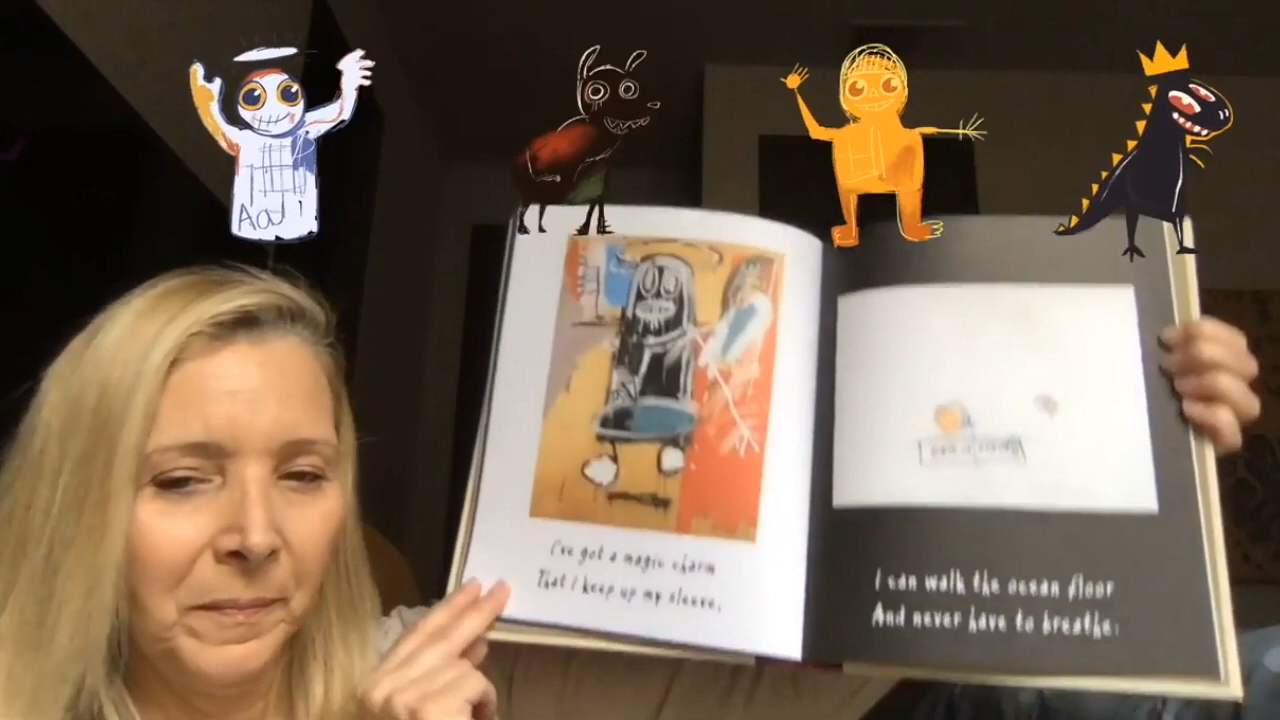 Aa
I've got a magic charm
That I keep up my sleeve,
I can walk the ocean floor
And never have to breathe.